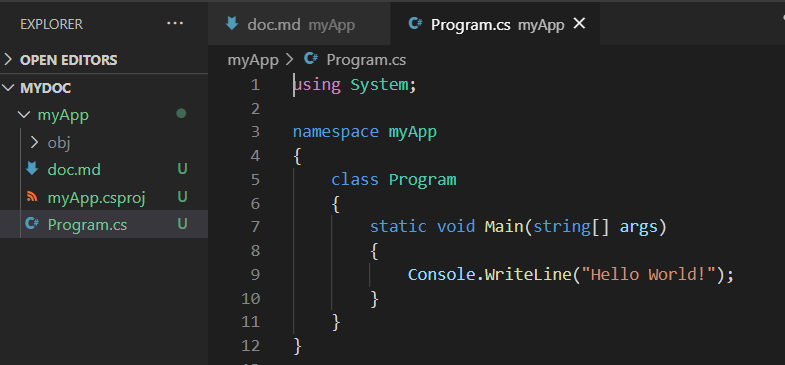 EXPLORER ···
OPEN EDITORS
MYDOC
myApp
obj
doc.md U
myApp.csproj U
C# Program.cs U
doc.md myApp
C# Program.cs myApp
myApp > C# Program.cs
1 using System;
2
3 namespace myApp
4 {
5 class Program
6 {
7 static void Main(string[] args)
8 {
9 Console.WriteLine("Hello World!");
10 }
11 }
12 }